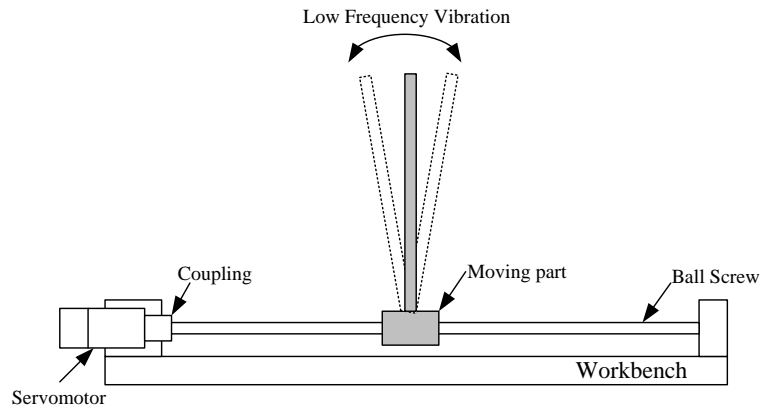 Low Frequency Vibration
Coupling
Moving part
Ball Screw
Workbench
Servomotor